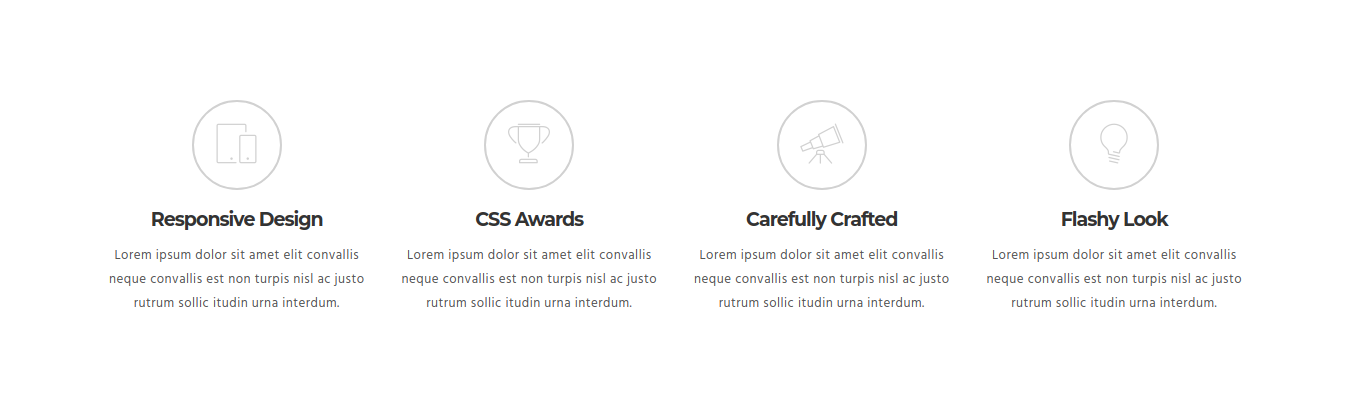 Responsive Design
Lorem ipsum dolor sit amet elit convallis
neque convallis est non turpis nisl ac justo
rutrum sollic itudin urna interdum.
CSS Awards
Lorem ipsum dolor sit amet elit convallis
neque convallis est non turpis nisl ac justo
rutrum sollic itudin urna interdum.
Carefully Crafted
Lorem ipsum dolor sit amet elit convallis
neque convallis est non turpis nisl ac justo
rutrum sollic itudin urna interdum.
Flashy Look
Lorem ipsum dolor sit amet elit convallis
neque convallis est non turpis nisl ac justo
rutrum sollic itudin urna interdum.